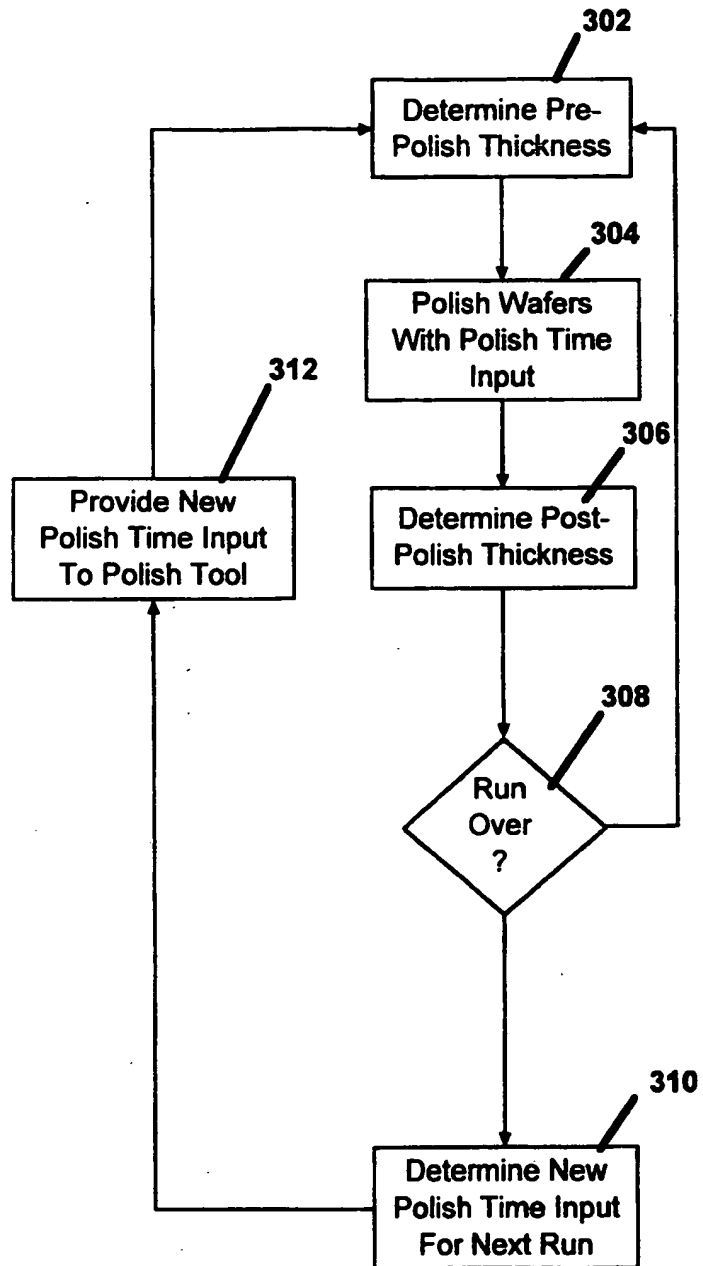 302
Determine Pre-
Polish Thickness
304
Polish Wafers
With Polish Time
Input
312
306
Provide New
Polish Time Input
To Polish Tool
Determine Post-
Polish Thickness
308
Run
Over
?
310
Determine New
Polish Time Input
For Next Run